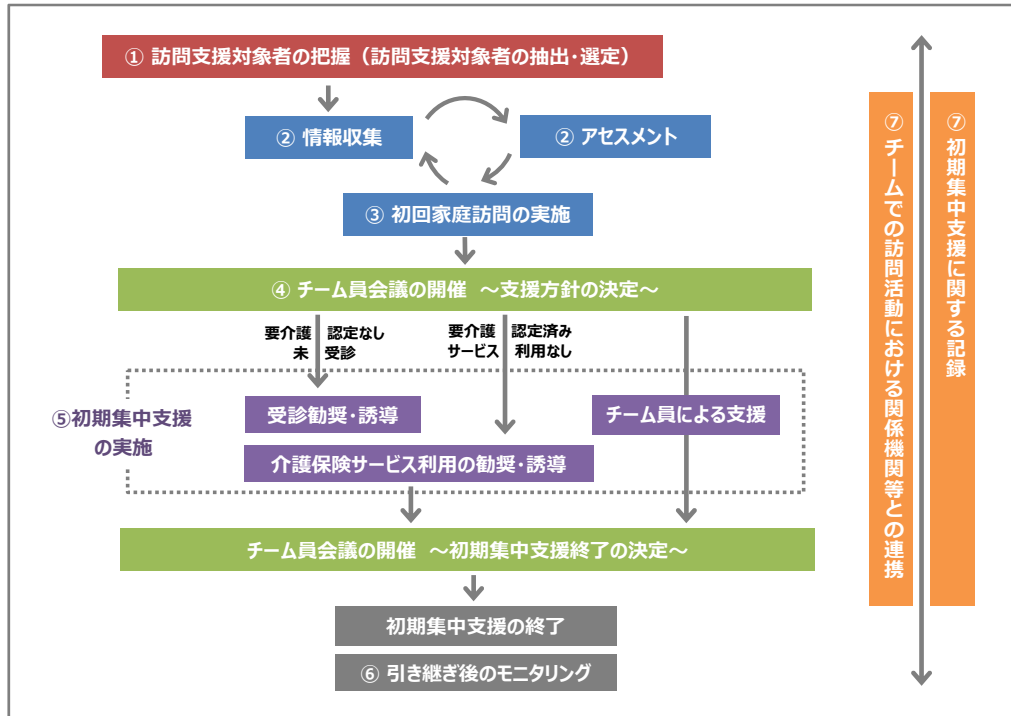 ① 訪問支援対象者の把握（訪問支援対象者の抽出・選定）
② 情報収集
② アセスメント
③ 初回家庭訪問の実施
④ チーム員会議の開催　～支援方針の決定～
要介護 認定なし
未 受診
要介護 認定済み
サービス 利用なし
⑤初期集中支援
の実施
受診勧奨・誘導
チーム員による支援
介護保険サービス利用の勧奨・誘導
チーム員会議の開催　～初期集中支援終了の決定～
初期集中支援の終了
⑥ 引き継ぎ後のモニタリング
⑦ 初期集中支援に関する記録
⑦ チームでの訪問活動における関係機関等との連携